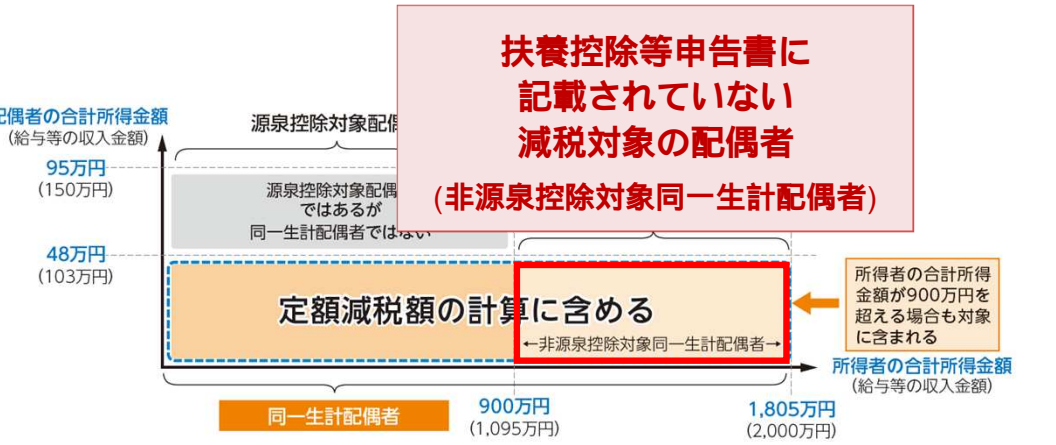 扶養控除等申告書に
記載されていない
減税対象の配偶者
(非源泉控除対象同一生計配偶者)
配偶者の合計所得金額
(給与等の収入金額)
源泉控除対象配偶
95万円
(150万円)
源泉控除対象配偶
ではあるが
同一生計配偶者ではない
48万円
(103万円)
定額減税額の計算に含める
←非源泉控除対象同一生計配偶者→
所得者の合計所得
金額が900万円を
超える場合も対象
に含まれる
所得者の合計所得金額
(給与等の収入金額)
同一生計配偶者
900万円
(1,095万円)
1,805万円
(2,000万円)